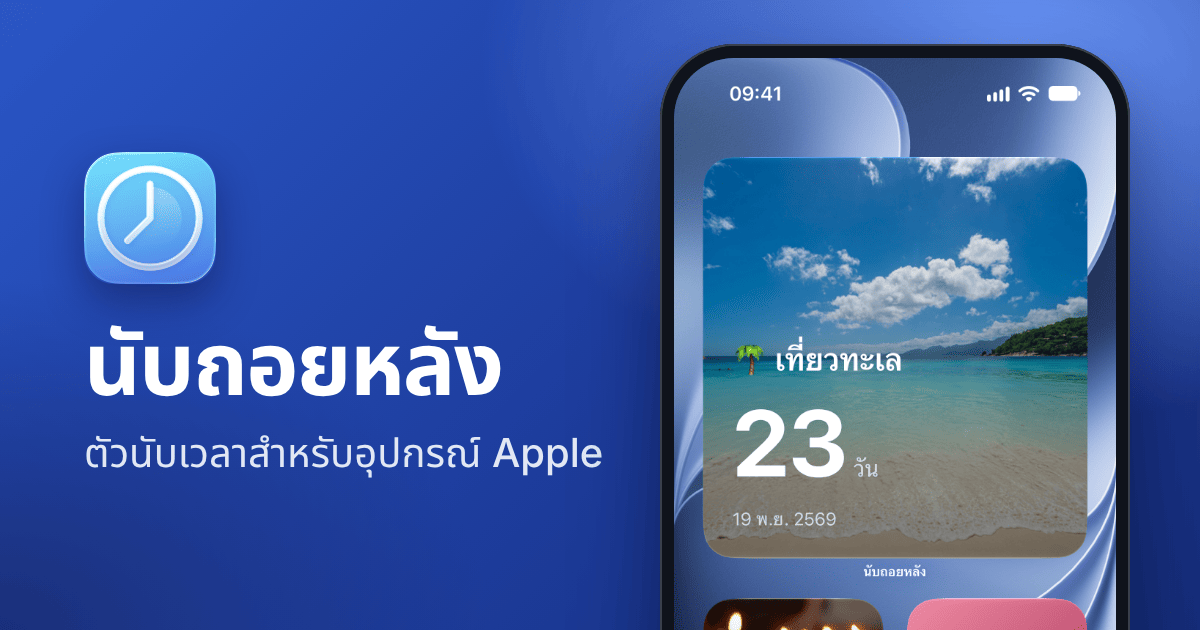 นับถอยหลัง
ตัวนับเวลาสำหรับอุปกรณ์ Apple
09:41
เที่ยวทะเล
23 วัน
19 พ.ย. 2569
นับถอยหลัง